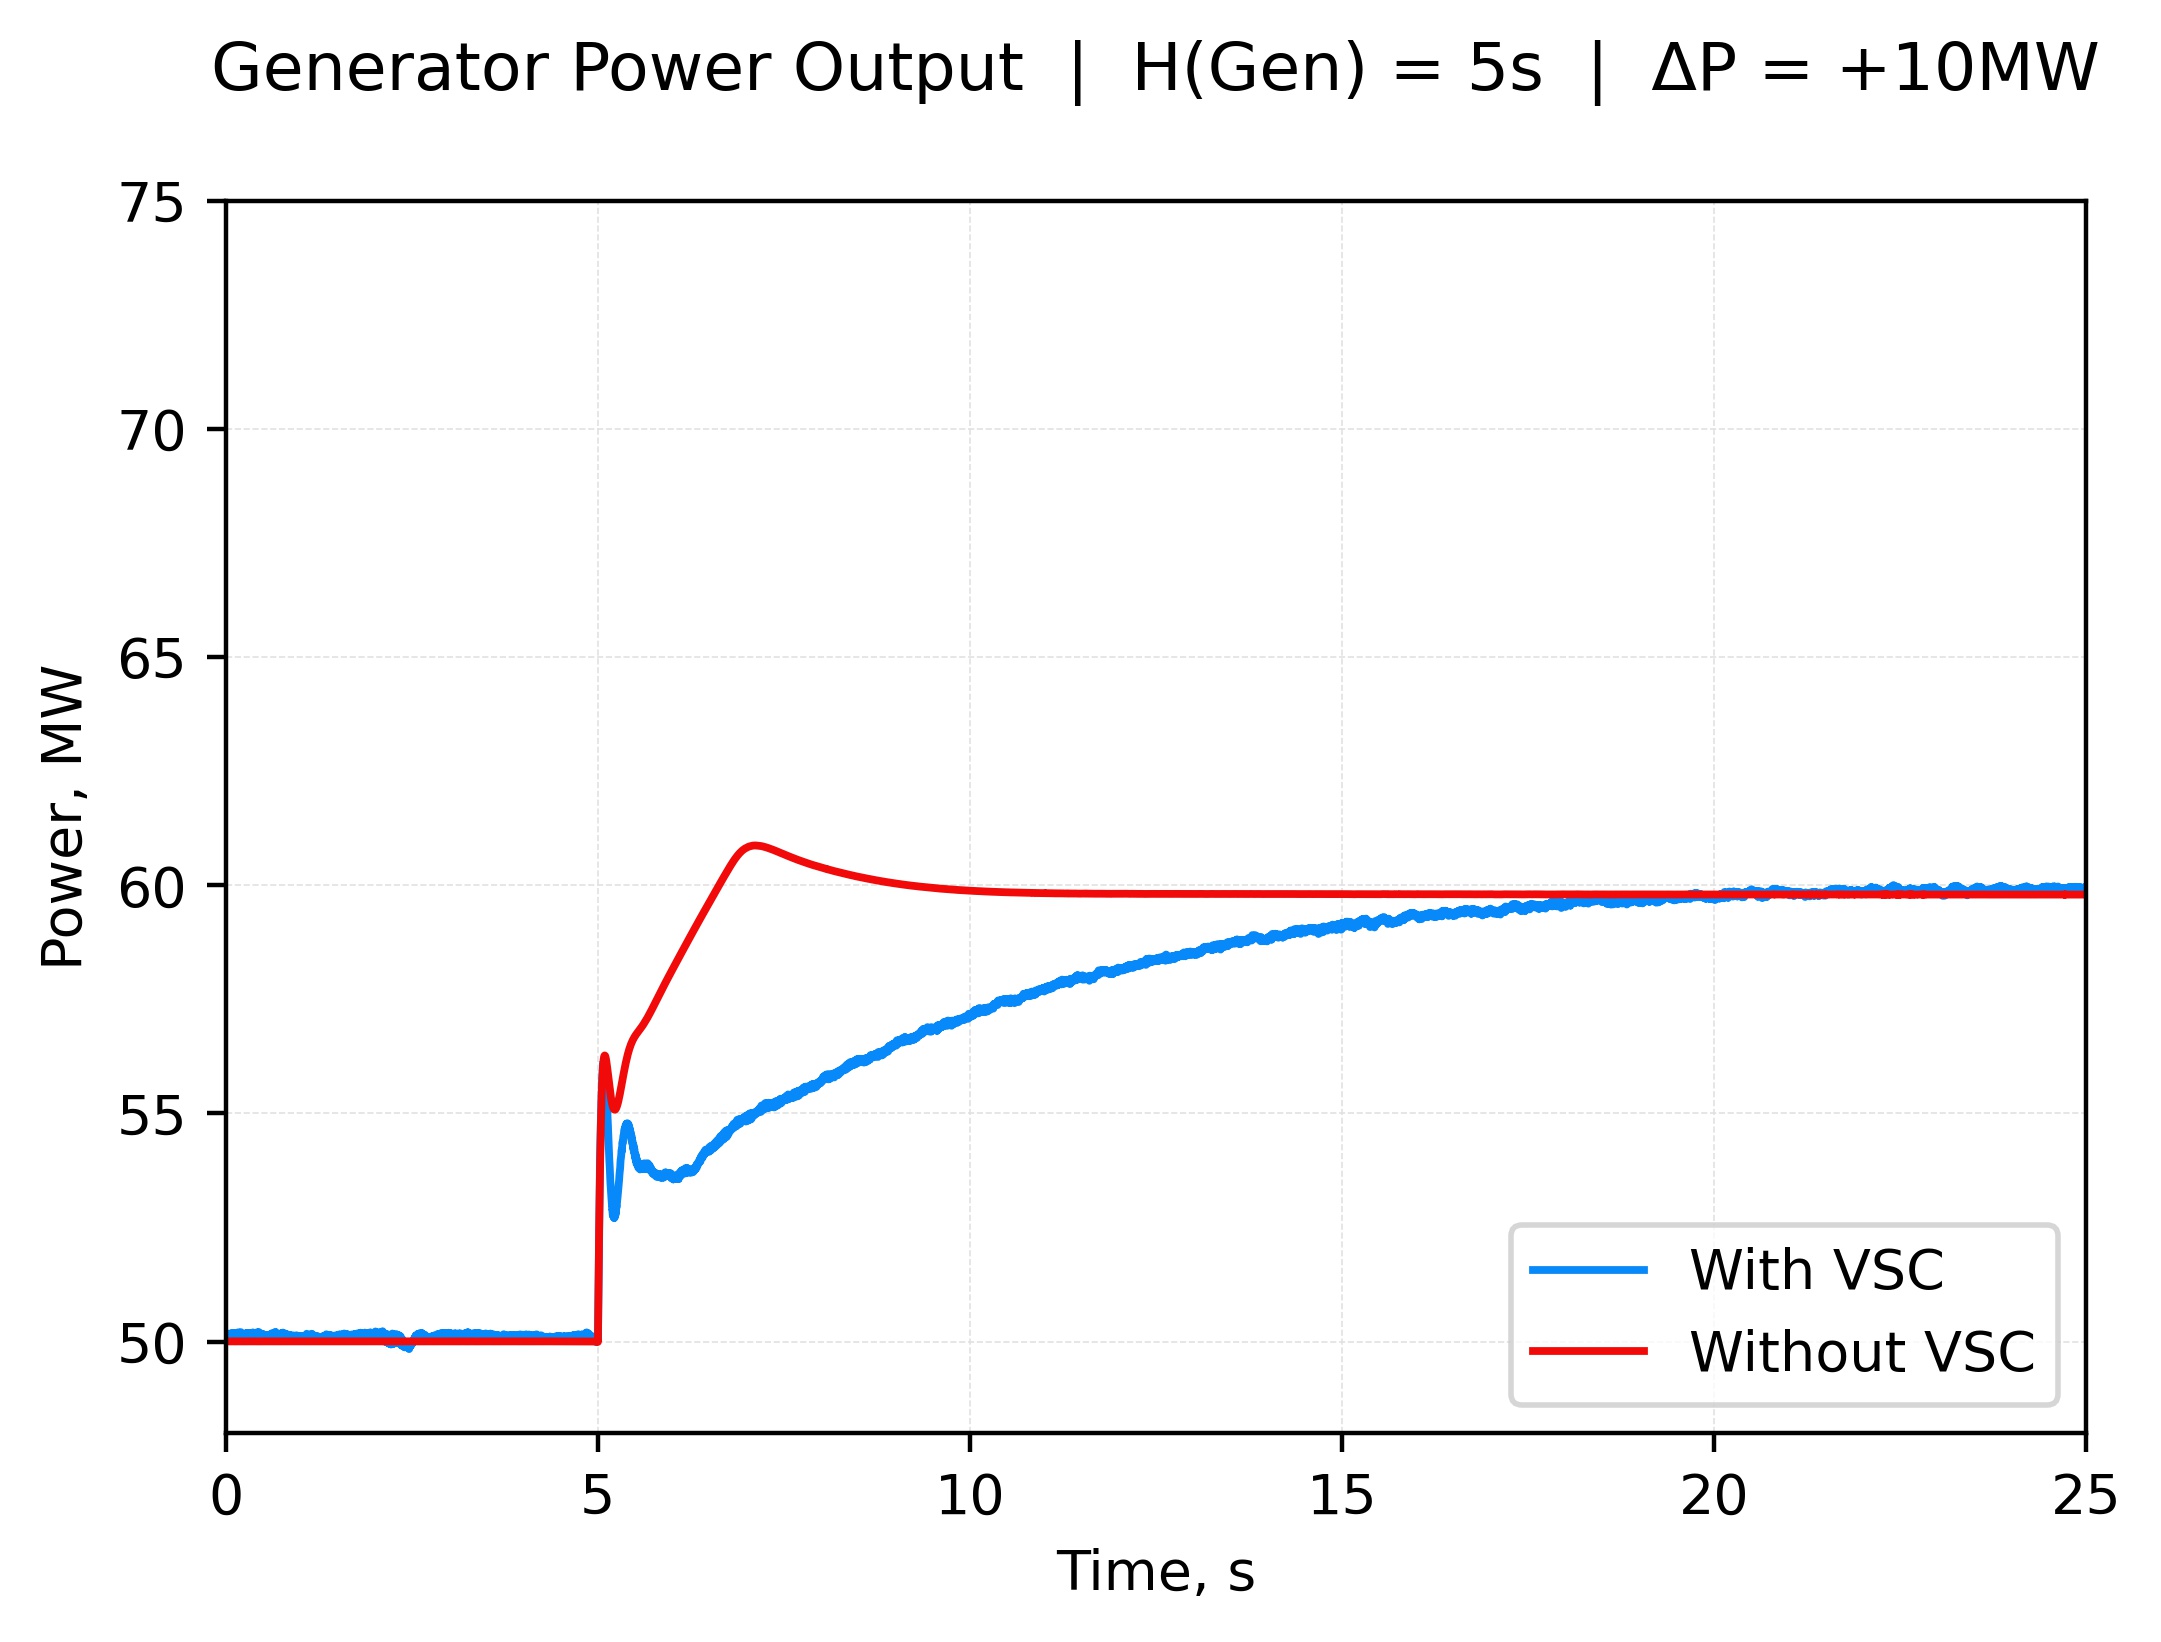 Generator Power Output | H(Gen) = 5s | ΔP = +10MW
75
70
65
60
55
50
Power, MW
With VSC
Without VSC
0 5 10 15 20 25
Time, s